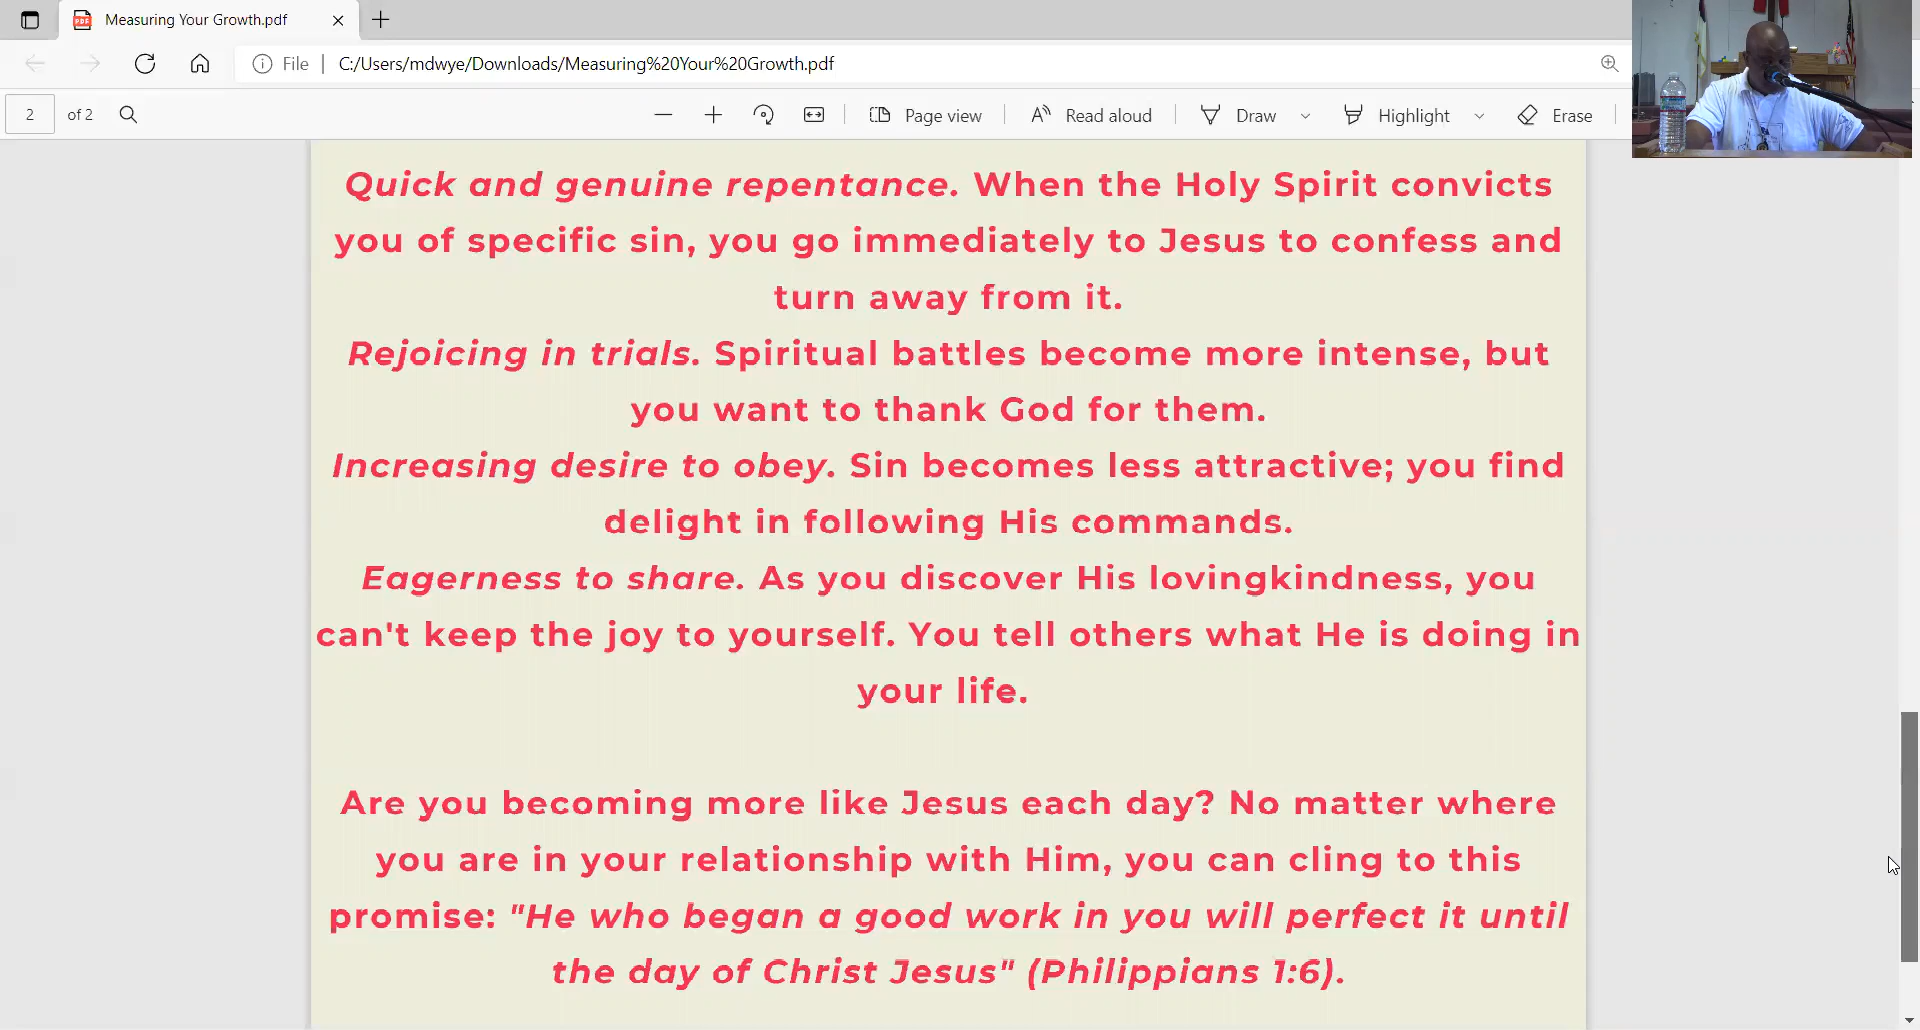 Measuring Your Growth.pdf
File | C:/Users/mdwye/Downloads/Measuring%20Your%20Growth.pdf
2 of 2 Page view Read aloud Draw Highlight Erase
Quick and genuine repentance. When the Holy Spirit convicts
you of specific sin, you go immediately to Jesus to confess and
turn away from it.
Rejoicing in trials. Spiritual battles become more intense, but
you want to thank God for them.
Increasing desire to obey. Sin becomes less attractive; you find
delight in following His commands.
Eagerness to share. As you discover His lovingkindness, you
can't keep the joy to yourself. You tell others what He is doing in
your life.
Are you becoming more like Jesus each day? No matter where
you are in your relationship with Him, you can cling to this
promise: "He who began a good work in you will perfect it until
the day of Christ Jesus" (Philippians 1:6).